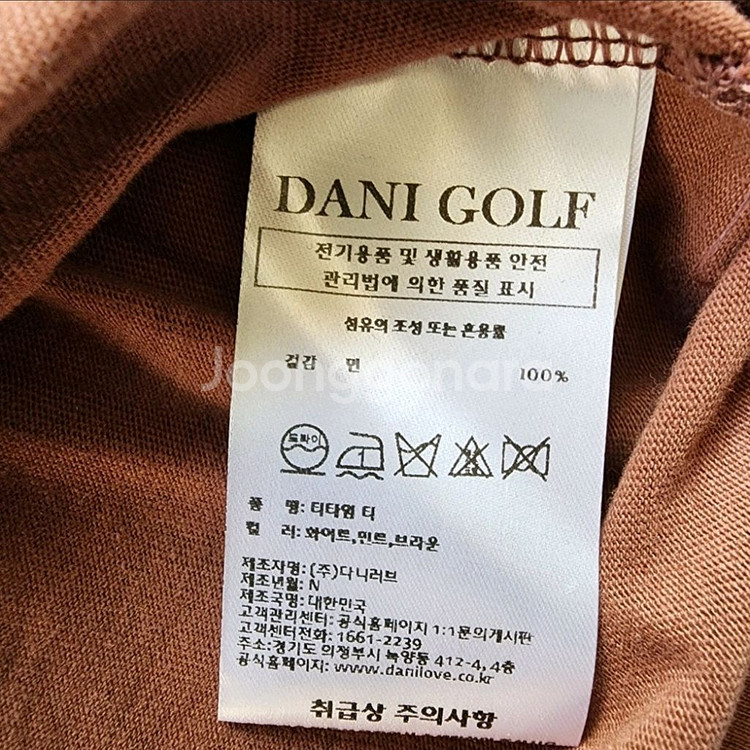 DANI GOLF
전기용품 및 생활용품 안전
관리법에 의한 품질 표시
섬유의 조성 또는 혼용률
겉감 면 100%
Joonggonara
드라이
1
품 명: 티타임 티
컬 러: 화이트,민트,브라운
제조자명: (주)다니러브
제조년월: N
제조국명: 대한민국
고객관리센터: 공식홈페이지 1:1문의게시판
고객센터전화: 1661-2239
주소:경기도 의정부시 녹양동 412-4, 4층
공식홈페이지: www.danilove.co.kr
취급상 주의사항